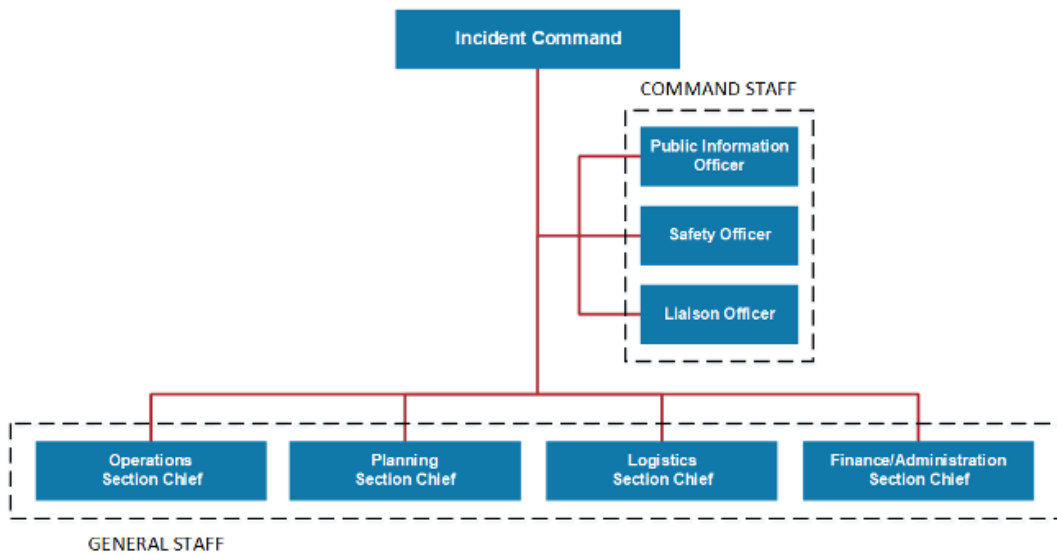 Incident Command
COMMAND STAFF
Public Information
Officer
Safety Officer
Liaison Officer
Operations
Section Chief
Planning
Section Chief
Logistics
Section Chief
Finance/Administration
Section Chief
GENERAL STAFF